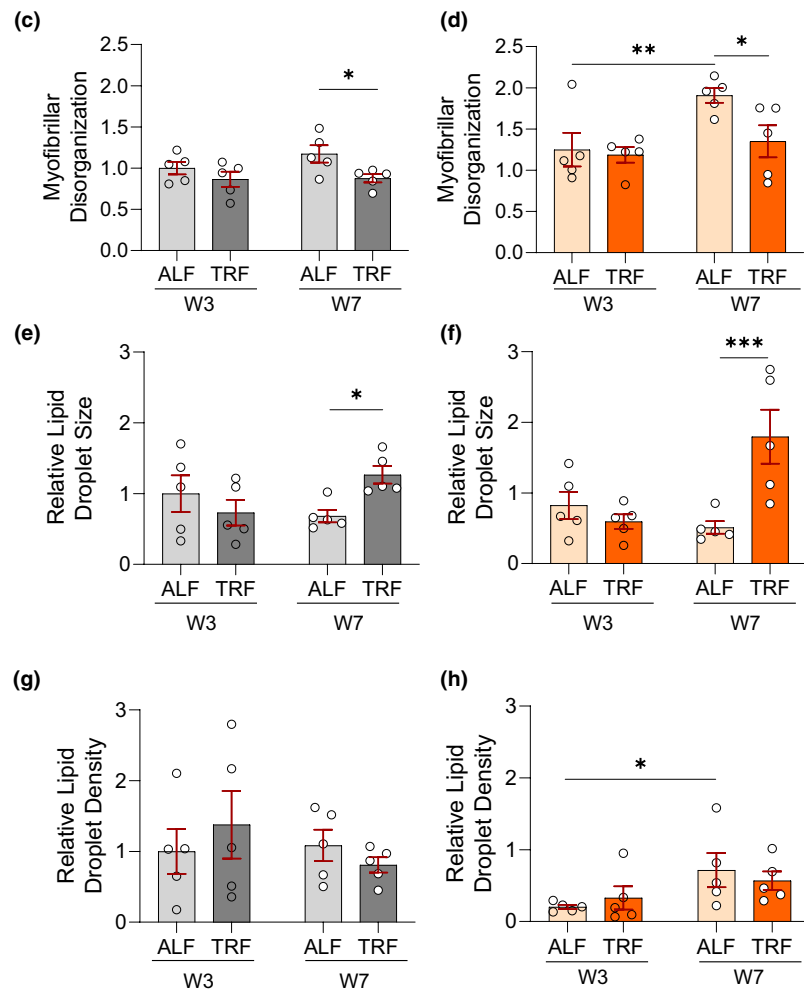 (c)
Myofibrillar
Disorganization
2.5
2.0
1.5
1.0
0.5
0.0
*
ALF TRF ALF TRF
W3 W7
(d)
Myofibrillar
Disorganization
2.5
2.0
1.5
1.0
0.5
0.0
** *
ALF TRF ALF TRF
W3 W7
(e)
Relative Lipid
Droplet Size
3
2
1
0
*
ALF TRF ALF TRF
W3 W7
(f)
Relative Lipid
Droplet Size
3
2
1
0
***
ALF TRF ALF TRF
W3 W7
(g)
Relative Lipid
Droplet Density
3
2
1
0
ALF TRF ALF TRF
W3 W7
(h)
Relative Lipid
Droplet Density
3
2
1
0
*
ALF TRF ALF TRF
W3 W7